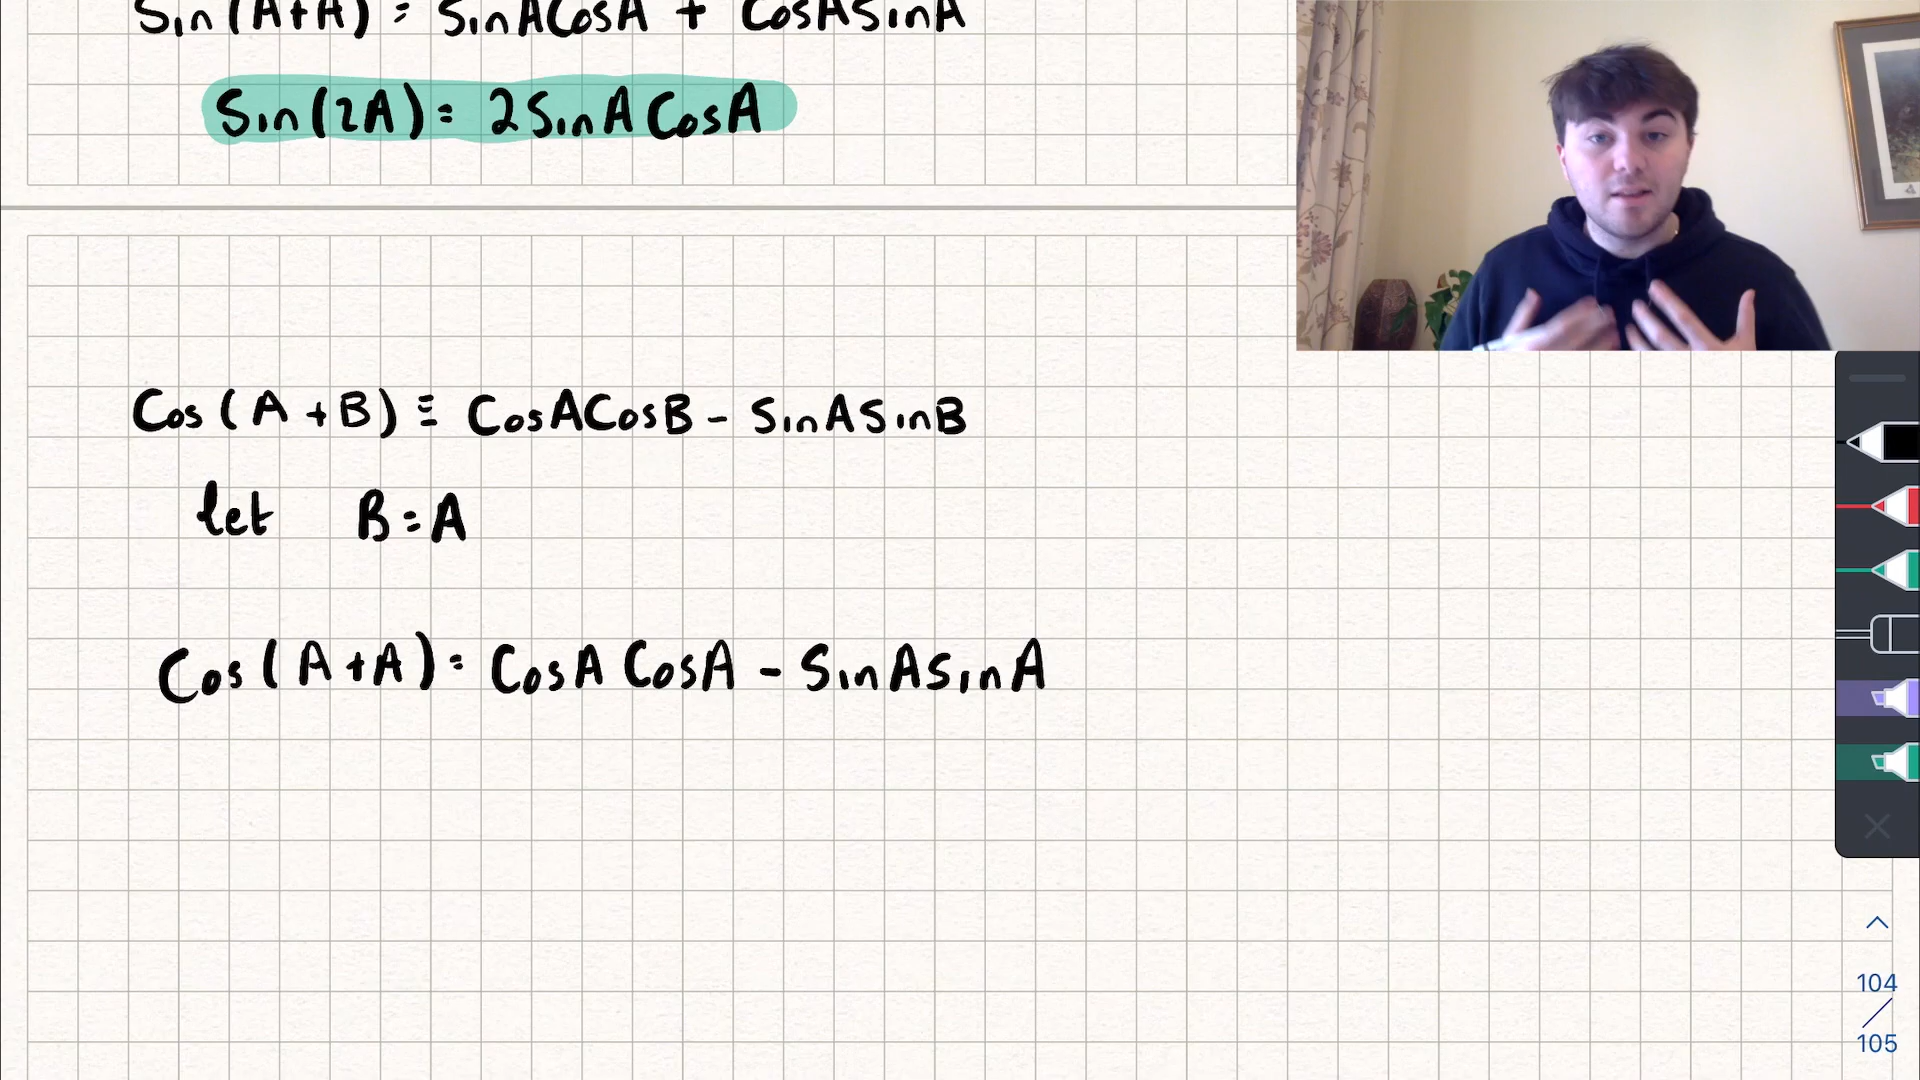 Sin(A+A) = SinACosA + CosASinA
Sin(2A) = 2SinACosA
Cos(A+B) ≡ CosACosB - SinASinB
let B=A
Cos(A+A) = CosACosA - SinASinA
104
/
105